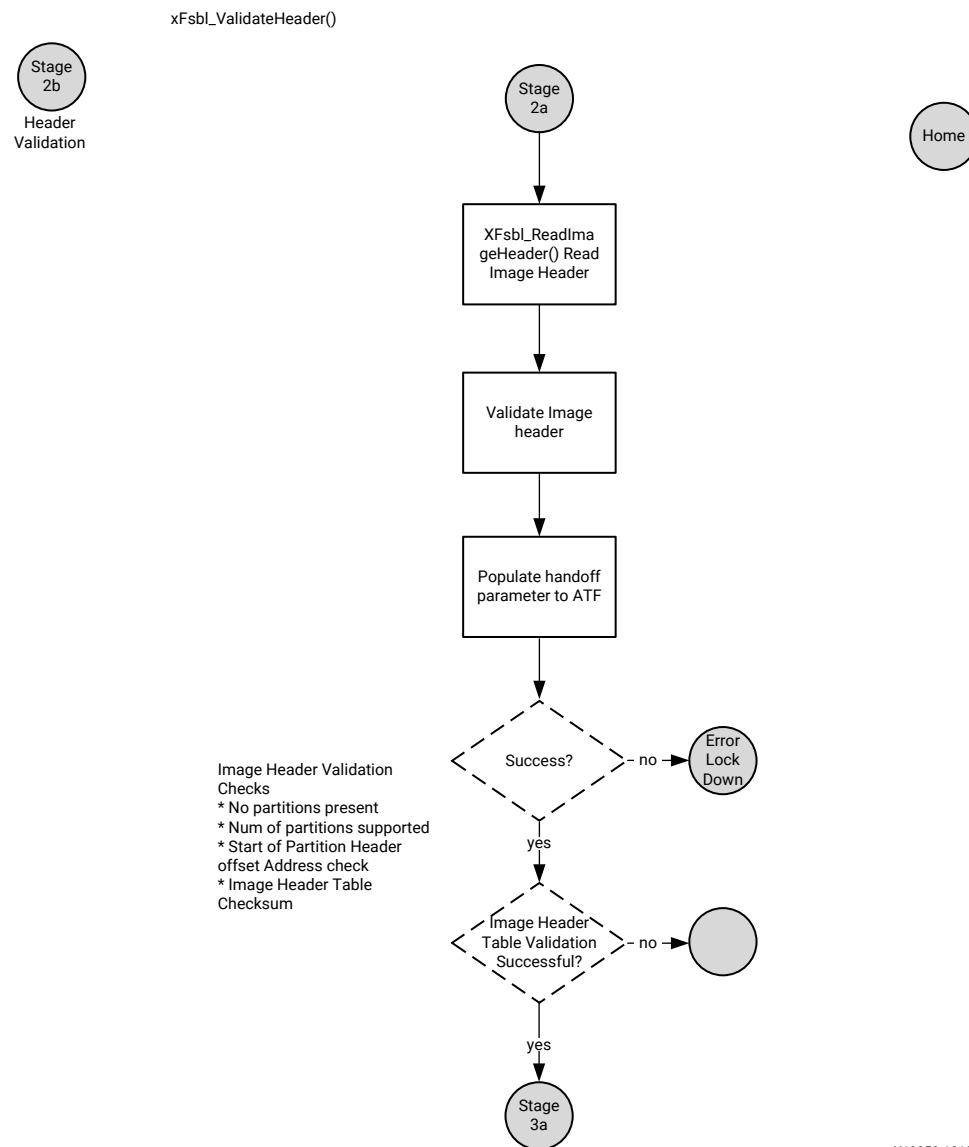 xFsbl_ValidateHeader()
Stage
2b
Header
Validation
Stage
2a
Home
XFsbl_ReadIma
geHeader() Read
Image Header
Validate Image
header
Populate handoff
parameter to ATF
Success?
no
Error
Lock
Down
Image Header Validation
Checks
* No partitions present
* Num of partitions supported
* Start of Partition Header
offset Address check
* Image Header Table
Checksum
yes
Image Header
Table Validation
Successful?
no
yes
Stage
3a